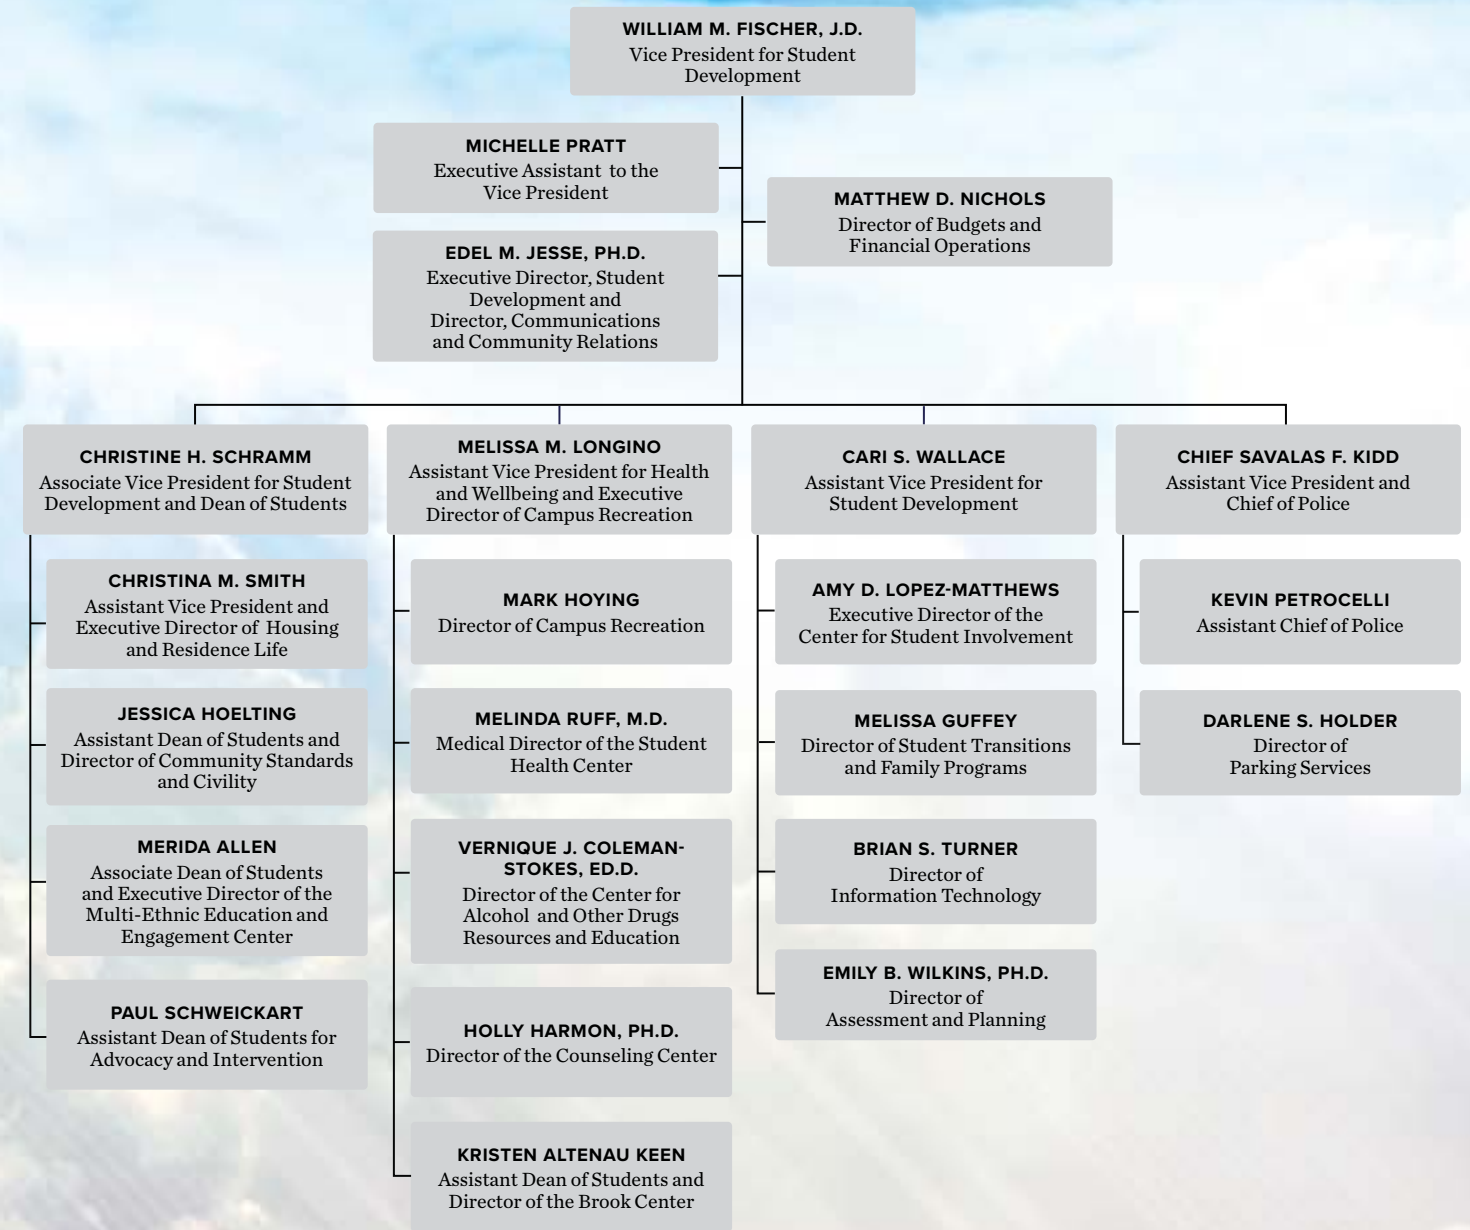 WILLIAM M. FISCHER, J.D.
Vice President for Student
Development
MICHELLE PRATT
Executive Assistant to the
Vice President
MATTHEW D. NICHOLS
Director of Budgets and
Financial Operations
EDEL M. JESSE, PH.D.
Executive Director, Student
Development and
Director, Communications
and Community Relations
CHRISTINE H. SCHRAMM
Associate Vice President for Student
Development and Dean of Students
CHRISTINA M. SMITH
Assistant Vice President and
Executive Director of Housing
and Residence Life
JESSICA HOELTING
Assistant Dean of Students and
Director of Community Standards
and Civility
MERIDA ALLEN
Associate Dean of Students
and Executive Director of the
Multi-Ethnic Education and
Engagement Center
PAUL SCHWEICKART
Assistant Dean of Students for
Advocacy and Intervention
MELISSA M. LONGINO
Assistant Vice President for Health
and Wellbeing and Executive
Director of Campus Recreation
MARK HOYING
Director of Campus Recreation
MELINDA RUFF, M.D.
Medical Director of the Student
Health Center
VERNIQUE J. COLEMAN-
STOKES, ED.D.
Director of the Center for
Alcohol and Other Drugs
Resources and Education
HOLLY HARMON, PH.D.
Director of the Counseling Center
KRISTEN ALTENAU KEEN
Assistant Dean of Students and
Director of the Brook Center
CARI S. WALLACE
Assistant Vice President for
Student Development
AMY D. LOPEZ-MATTHEWS
Executive Director of the
Center for Student Involvement
MELISSA GUFFEY
Director of Student Transitions
and Family Programs
BRIAN S. TURNER
Director of
Information Technology
EMILY B. WILKINS, PH.D.
Director of
Assessment and Planning
CHIEF SAVALAS F. KIDD
Assistant Vice President and
Chief of Police
KEVIN PETROCELLI
Assistant Chief of Police
DARLENE S. HOLDER
Director of
Parking Services